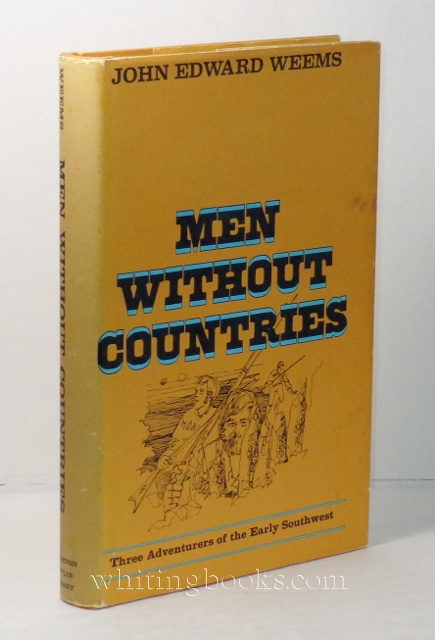 JOHN EDWARD WEEMS
MEN
WITHOUT
COUNTRIES
Three Adventurers of the Early Southwest
WEEMS
MEN WITHOUT COUNTRIES
whitingbooks.com